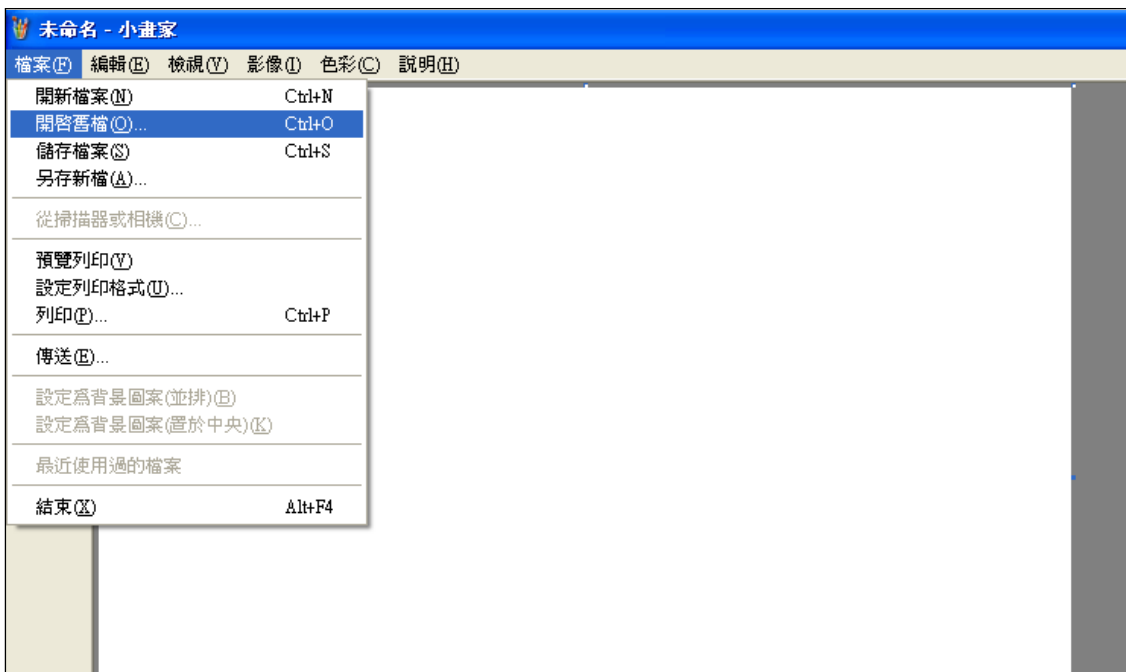 未命名 - 小畫家
檔案(F) 編輯(E) 檢視(V) 影像(I) 色彩(C) 說明(H)
開新檔案(N) Ctrl+N
開啓舊檔(O)... Ctrl+O
儲存檔案(S) Ctrl+S
另存新檔(A)...
從掃描器或相機(C)...
預覽列印(V)
設定列印格式(U)...
列印(P)... Ctrl+P
傳送(E)...
設定爲背景圖案(並排)(B)
設定爲背景圖案(置於中央)(K)
最近使用過的檔案
結束(X) Alt+F4